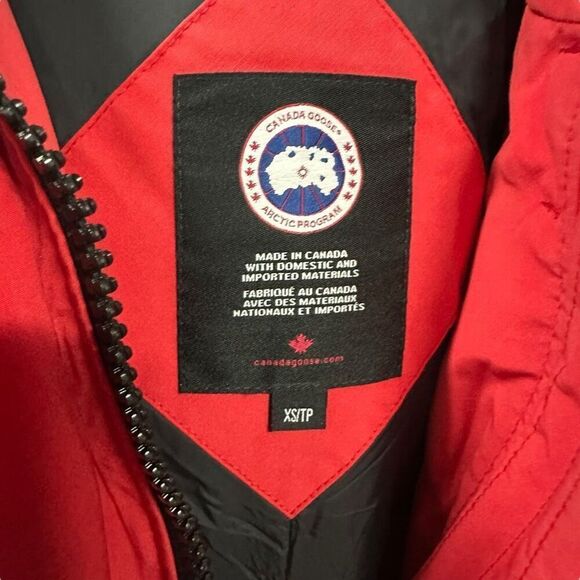 CANADA GOOSE®
ARCTIC PROGRAM
MADE IN CANADA
WITH DOMESTIC AND
IMPORTED MATERIALS
FABRIQUÉ AU CANADA
AVEC DES MATERIAUX
NATIONAUX ET IMPORTÉS
canadagoose.com
XS/TP